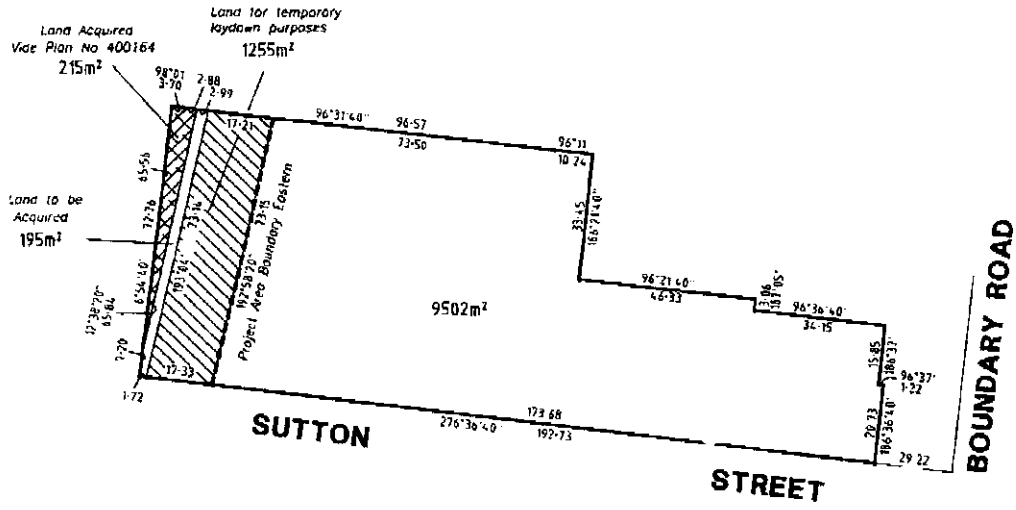 Land for temporary
laydown purposes
1255m²
Land Acquired
Vide Plan No 400164
215m²
98°01'
3·70
2·88
2·99
17·21
96°31'40"
96·57
73·50
96°11'
10·24
65·56
72·76
Land to be
Acquired
195m²
73·14
193°04'
73·15
192°58'20"
Project Area Boundary Eastern
33·45
186°21'40"
96°21'40"
46·33
3·06
187°05'
96°36'40"
34·15
9502m²
6°54'40"
12°38'20"
65·84
7·20
1·72
17·33
15·85
186°37'
96°37'
1·22
20·73
186°36'40"
29·22
173·68
276°36'40"
192·73
SUTTON
STREET
BOUNDARY ROAD